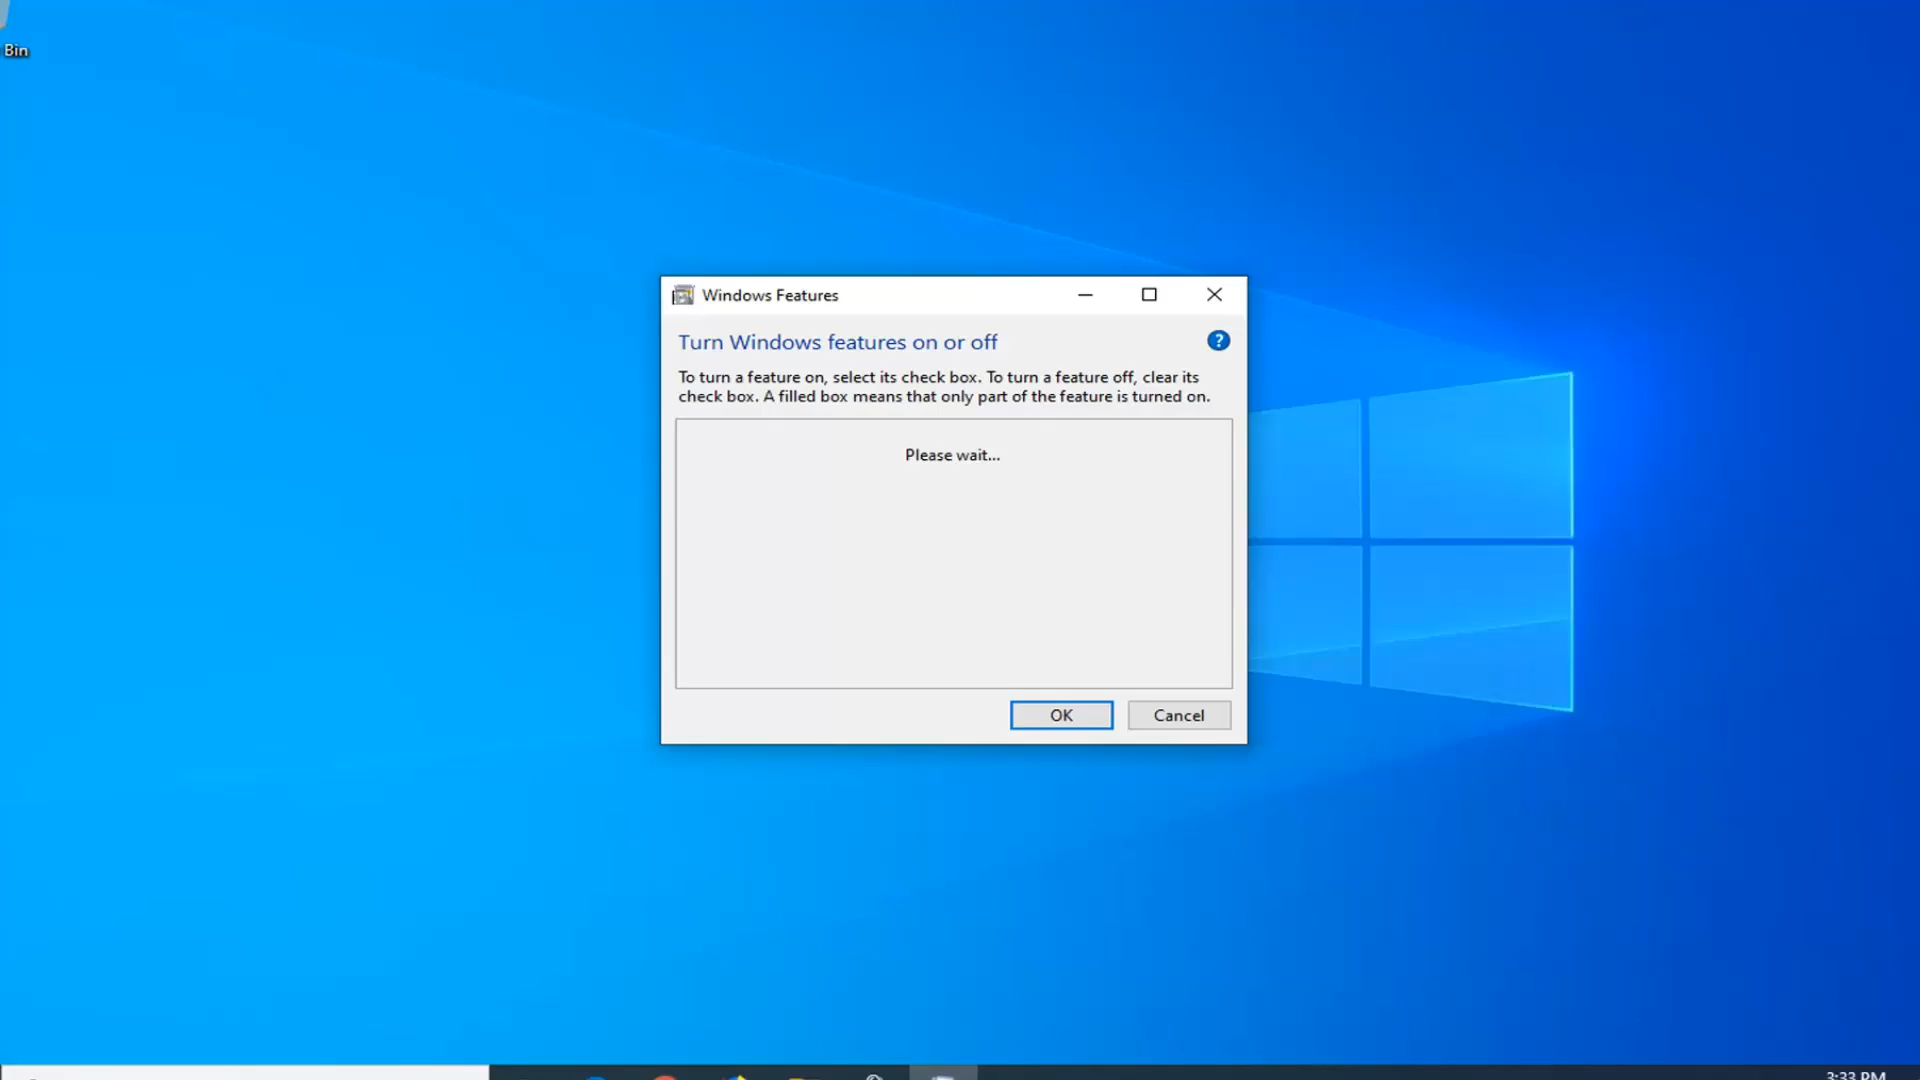 Bin
Windows Features
Turn Windows features on or off
?
To turn a feature on, select its check box. To turn a feature off, clear its
check box. A filled box means that only part of the feature is turned on.
Please wait...
OK
Cancel
3:33 PM